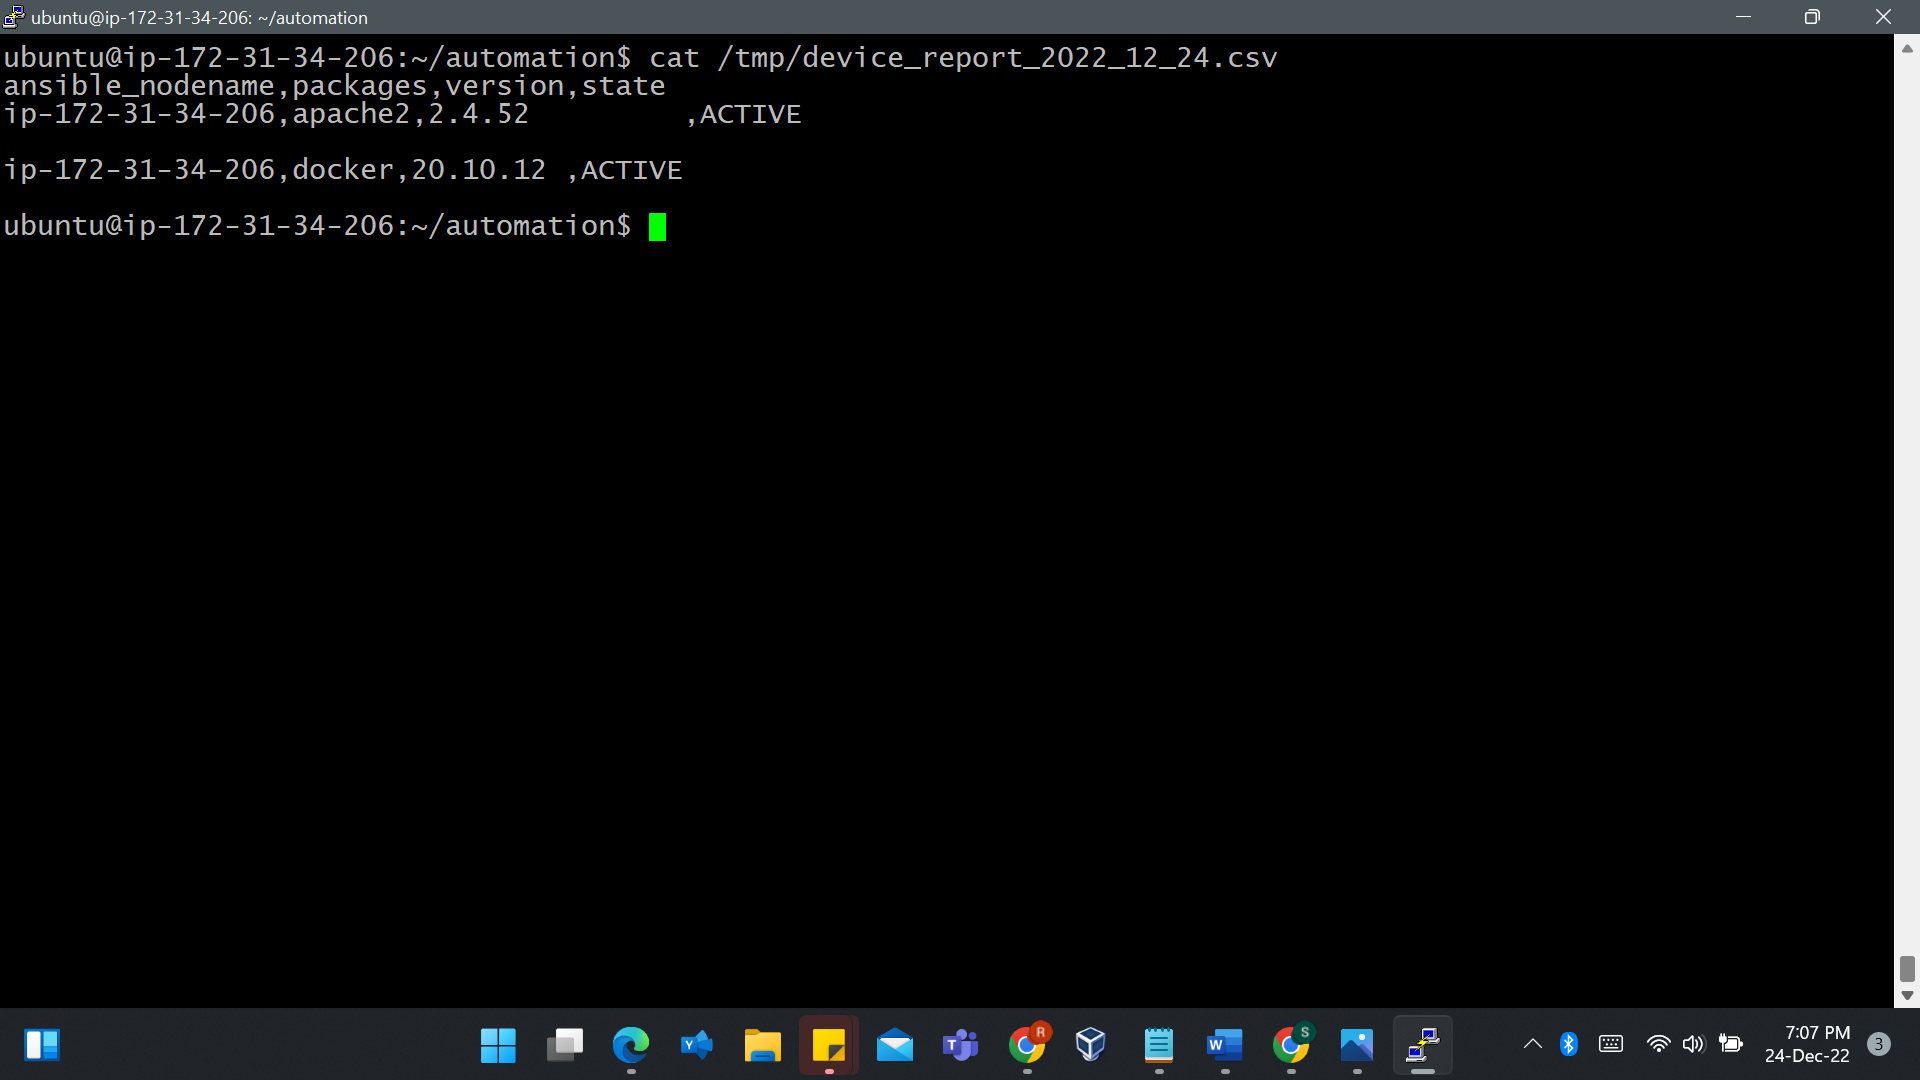 ubuntu@ip-172-31-34-206: ~/automation
ubuntu@ip-172-31-34-206:~/automation$ cat /tmp/device_report_2022_12_24.csv
ansible_nodename,packages,version,state
ip-172-31-34-206,apache2,2.4.52         ,ACTIVE
ip-172-31-34-206,docker,20.10.12 ,ACTIVE
ubuntu@ip-172-31-34-206:~/automation$
Y
T
R
W
S
7:07 PM
24-Dec-22
3